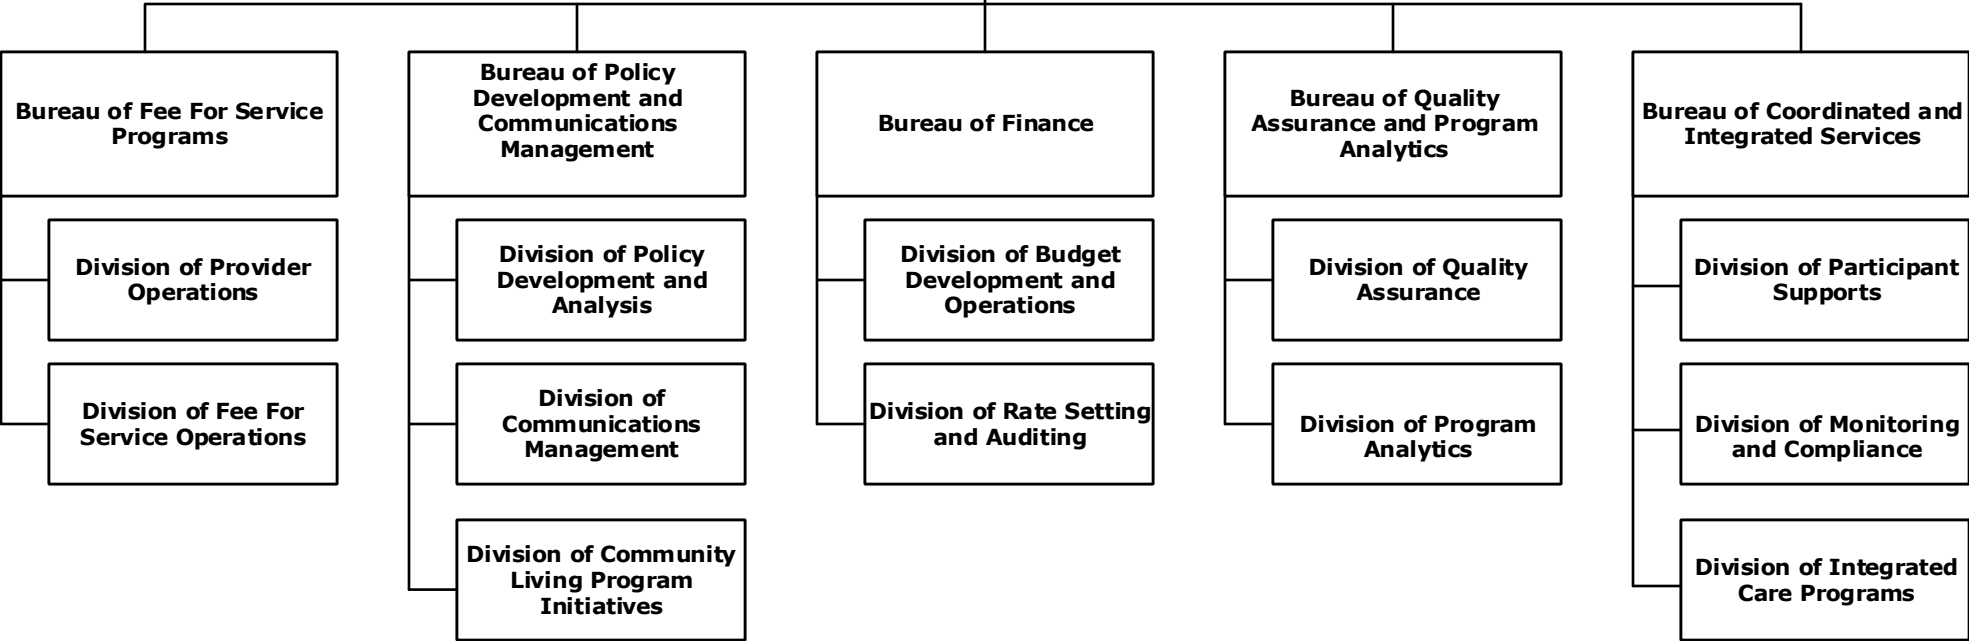 Bureau of Fee For Service
Programs
Bureau of Policy
Development and
Communications
Management
Bureau of Finance
Bureau of Quality
Assurance and Program
Analytics
Bureau of Coordinated and
Integrated Services
Division of Provider
Operations
Division of Policy
Development and
Analysis
Division of Budget
Development and
Operations
Division of Quality
Assurance
Division of Participant
Supports
Division of Fee For
Service Operations
Division of
Communications
Management
Division of Rate Setting
and Auditing
Division of Program
Analytics
Division of Monitoring
and Compliance
Division of Community
Living Program
Initiatives
Division of Integrated
Care Programs